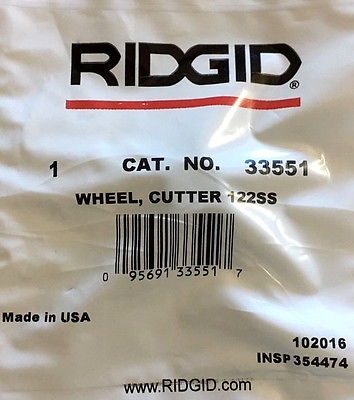 RIDGID®
1 CAT. NO. 33551
WHEEL, CUTTER 122SS
0 95691 33551 7
Made in USA
102016
INSP 354474
www.RIDGID.com